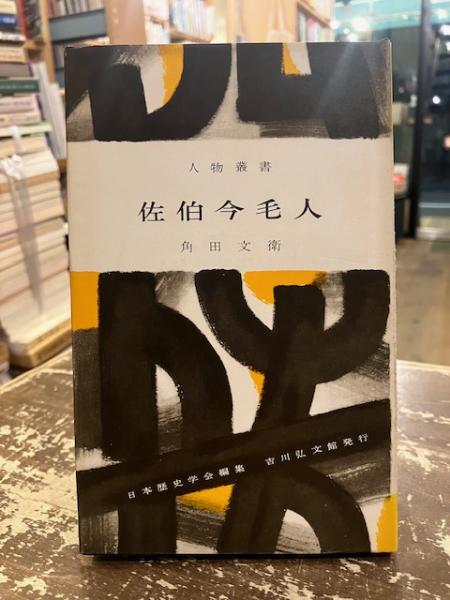 人物叢書
佐伯今毛人
角田文衛
日本歴史学会編集 吉川弘文館発行